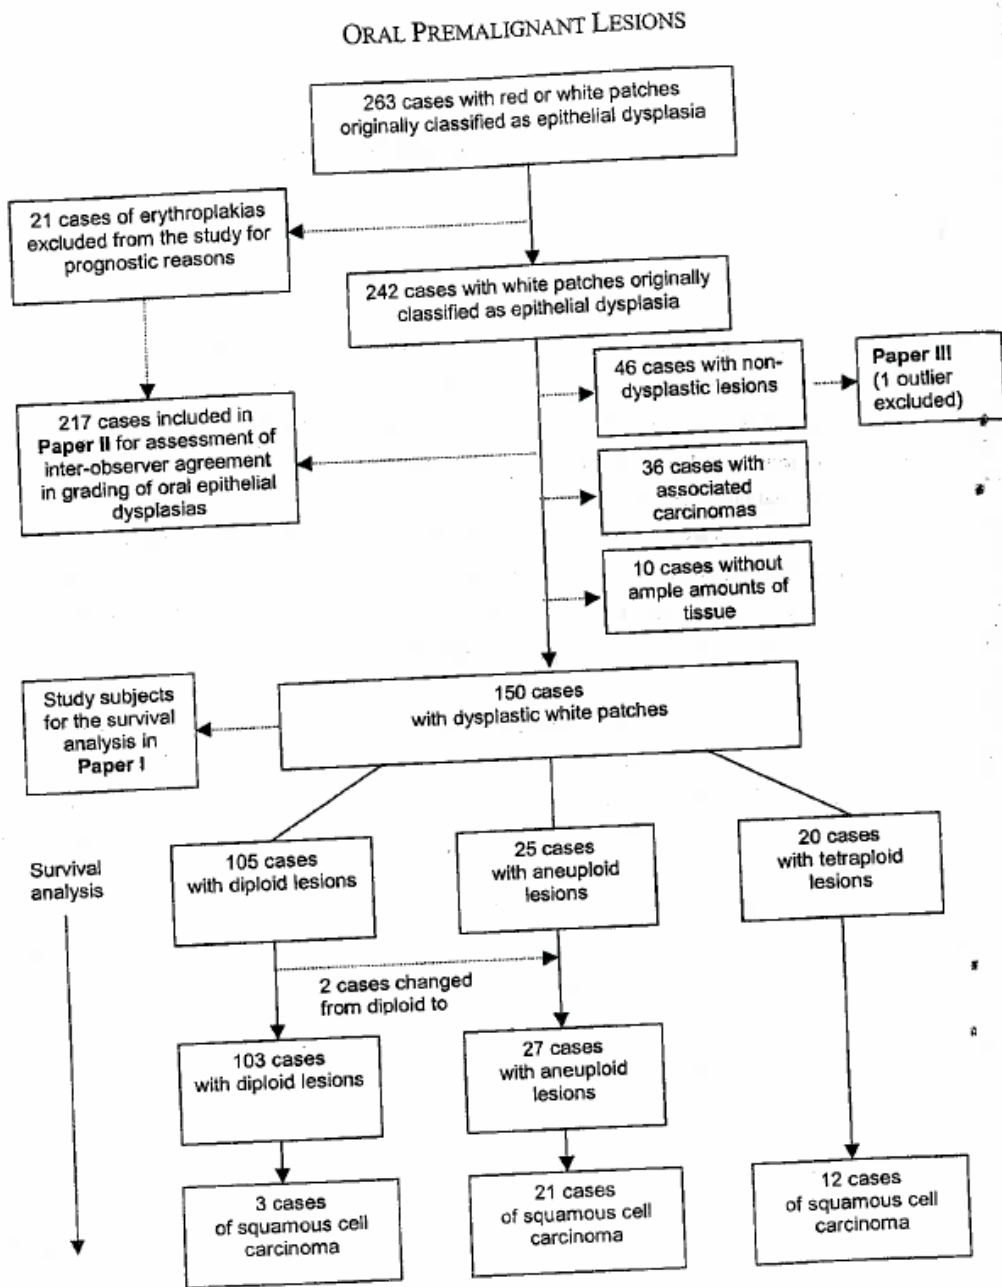 ORAL PREMALIGNANT LESIONS
263 cases with red or white patches
originally classified as epithelial dysplasia
21 cases of erythroplakias
excluded from the study for
prognostic reasons
242 cases with white patches originally
classified as epithelial dysplasia
46 cases with non-
dysplastic lesions
Paper III
(1 outlier
excluded)
217 cases included in
Paper II for assessment of
inter-observer agreement
in grading of oral epithelial
dysplasias
36 cases with
associated
carcinomas
10 cases without
ample amounts of
tissue
Study subjects
for the survival
analysis in
Paper I
150 cases
with dysplastic white patches
Survival
analysis
105 cases
with diploid lesions
25 cases
with aneuploid
lesions
20 cases
with tetraploid
lesions
2 cases changed
from diploid to
103 cases
with diploid lesions
27 cases
with aneuploid
lesions
3 cases
of squamous cell
carcinoma
21 cases
of squamous cell
carcinoma
12 cases
of squamous cell
carcinoma